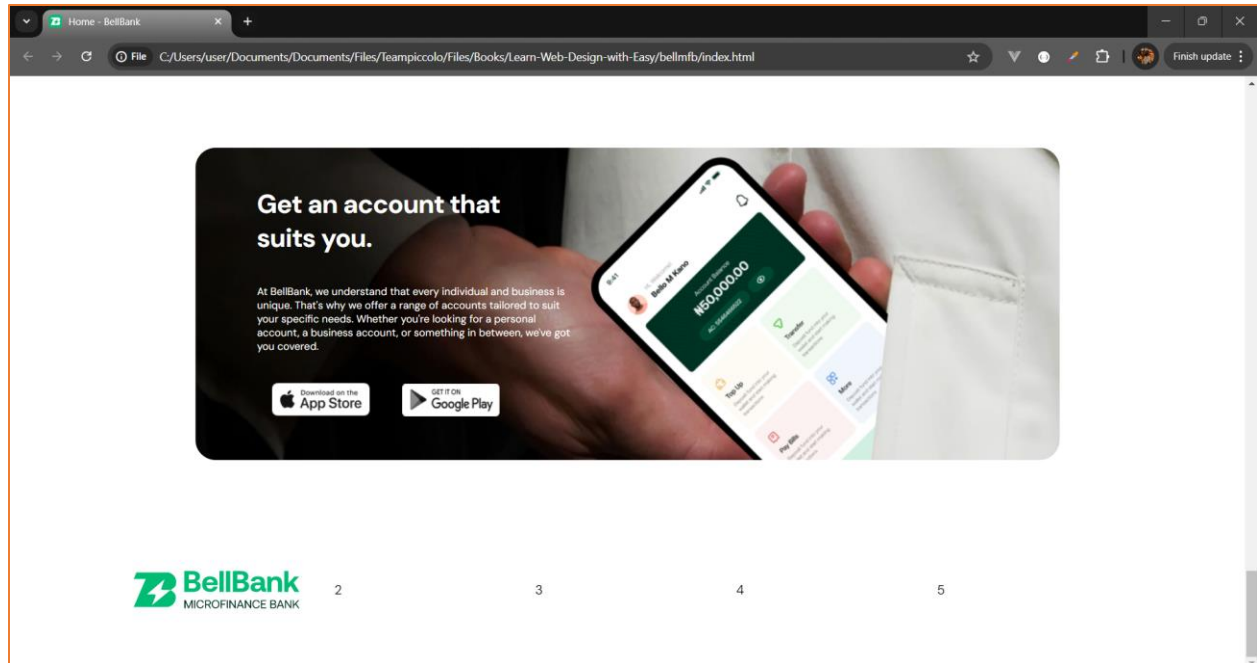 Home - BellBank
File C:/Users/user/Documents/Documents/Files/Teampiccolo/Files/Books/Learn-Web-Design-with-Easy/bellmfb/index.html
Finish update
Get an account that
suits you.
At BellBank, we understand that every individual and business is
unique. That's why we offer a range of accounts tailored to suit
your specific needs. Whether you're looking for a personal
account, a business account, or something in between, we've got
you covered.
Download on the
App Store
GET IT ON
Google Play
9:41
Bello M Kano
Account Balance
₦50,000.00
Transfer
Top Up
More
Pay Bills
BellBank
MICROFINANCE BANK
2
3
4
5